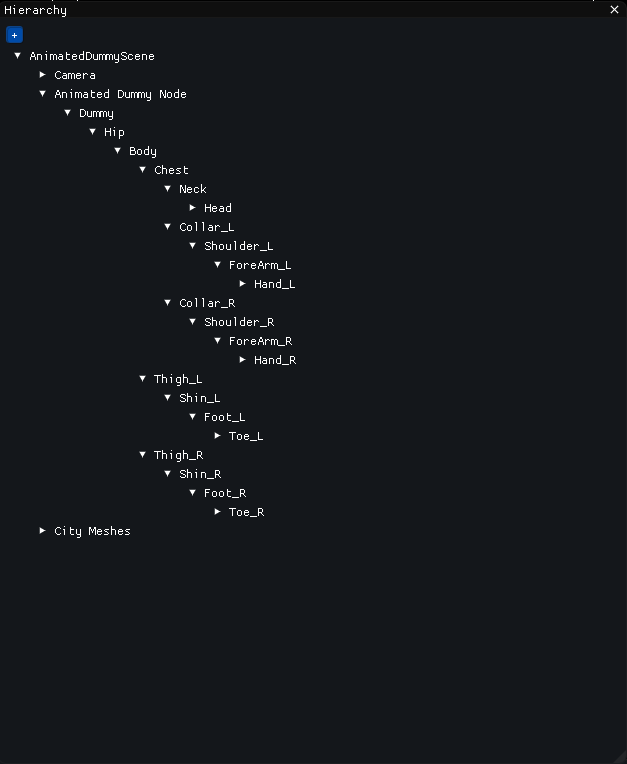 Hierarchy
+
AnimatedDummyScene
Camera
Animated Dummy Node
Dummy
Hip
Body
Chest
Neck
Head
Collar_L
Shoulder_L
ForeArm_L
Hand_L
Collar_R
Shoulder_R
ForeArm_R
Hand_R
Thigh_L
Shin_L
Foot_L
Toe_L
Thigh_R
Shin_R
Foot_R
Toe_R
City Meshes